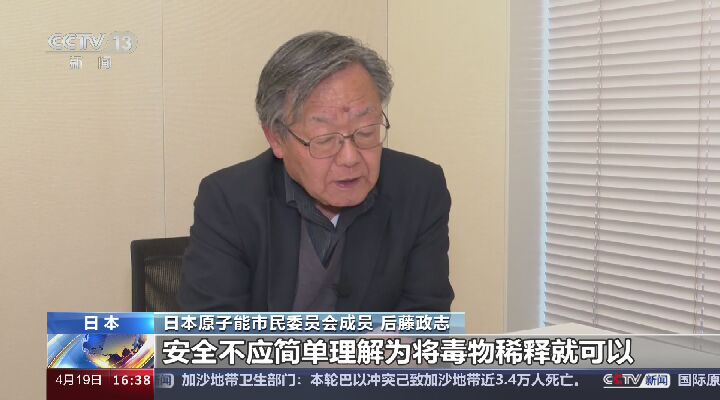 CCTV 13
新闻
日本
日本原子能市民委员会成员 后藤政志
安全不应简单理解为将毒物稀释就可以
4月19日 16:38 闻 加沙地带卫生部门：本轮巴以冲突已致加沙地带近3.4万人死亡。 CCTV 新闻 国际原